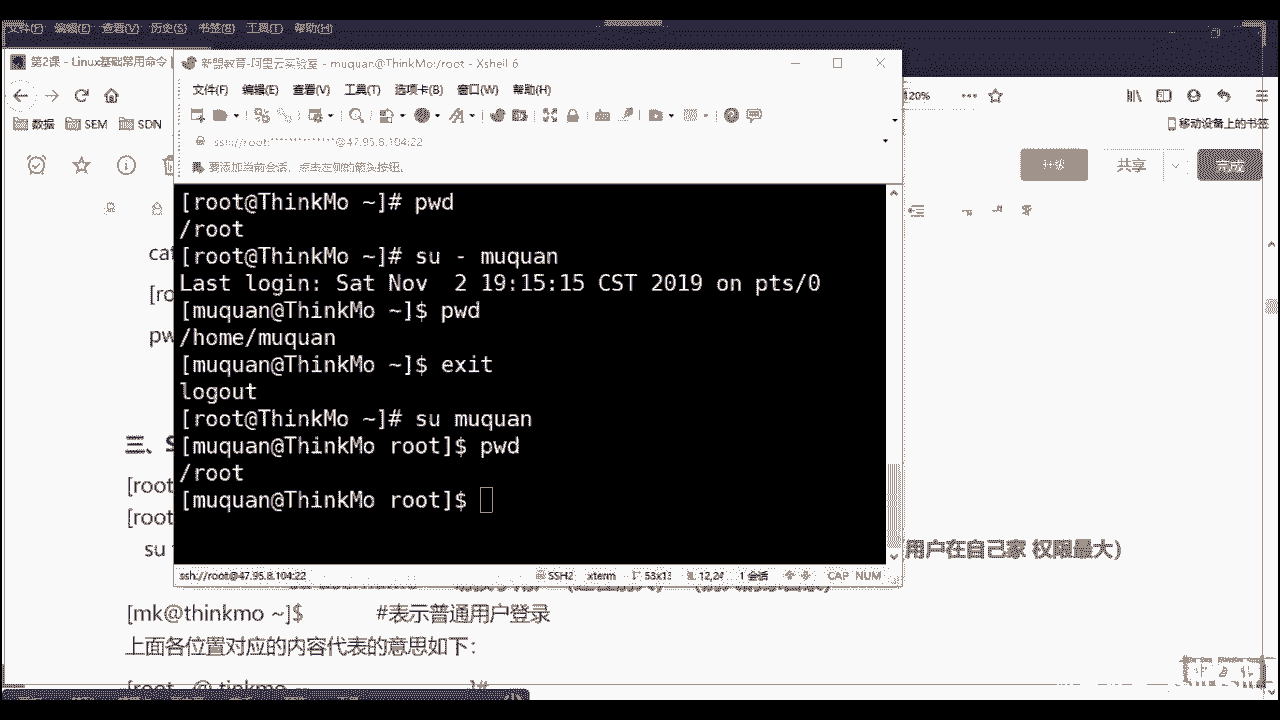 文件(F) 编辑(E) 查看(V) 历史(S) 书签(S) 工具(T) 帮助(H)
第2课 - Linux基础常用命令
新盟教育-阿里云实验室 - muquan@ThinkMo:/root - Xshell 6
文件(F) 编辑(E) 查看(V) 工具(T) 选项卡(B) 窗口(W) 帮助(H)
120%
数据 SEM SDN
移动设备上的书签
ssh://root:************@47.95.8.104:22
要添加当前会话，点击左侧的箭头按钮。
升级 共享 完成
[root@ThinkMo ~]# pwd
/root
[root@ThinkMo ~]# su - muquan
Last login: Sat Nov  2 19:15:15 CST 2019 on pts/0
[muquan@ThinkMo ~]$ pwd
/home/muquan
[muquan@ThinkMo ~]$ exit
logout
[root@ThinkMo ~]# su muquan
[muquan@ThinkMo root]$ pwd
/root
[muquan@ThinkMo root]$
cat
[ro
pw
三、S
[root
[root
su
用户在自己家 权限最大）
ssh://root@47.95.8.104:22 SSH2 xterm 53x13 12,24 1 会话 CAP NUM
[mk@thinkmo ~]$ #表示普通用户登录
上面各位置对应的内容代表的意思如下：
[root @ tinkmo ]#